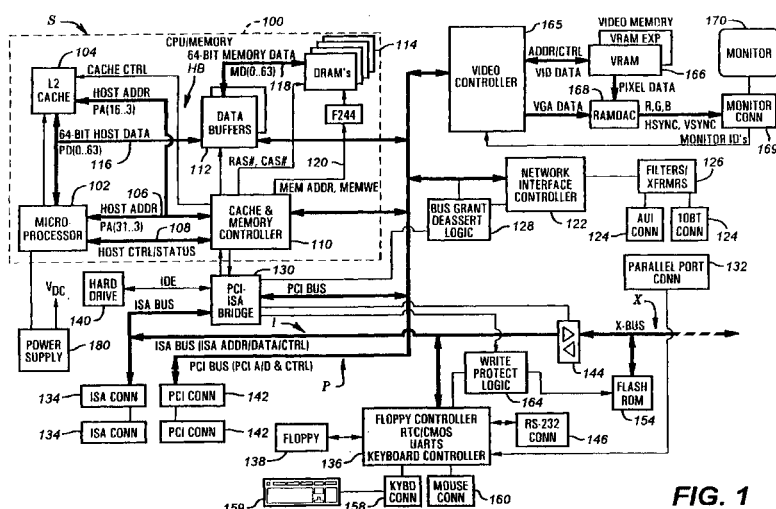 S
100
104
L2
CACHE
CACHE CTRL
HOST ADDR
PA(16..3)
64-BIT HOST DATA
PD(0..63)
116
CPU/MEMORY
64-BIT MEMORY DATA
HB
MD(0..63)
118
DRAM's
114
DATA
BUFFERS
112
F244
RAS#, CAS#
120
MEM ADDR, MEMWE
102
MICRO-
PROCESSOR
106
HOST ADDR
PA(31..3)
108
HOST CTRL/STATUS
CACHE &
MEMORY
CONTROLLER
110
165
VIDEO
CONTROLLER
ADDR/CTRL
VID DATA
VIDEO MEMORY
VRAM EXP
VRAM
166
PIXEL DATA
168
VGA DATA
RAMDAC
R,G,B
HSYNC, VSYNC
MONITOR ID's
170
MONITOR
MONITOR
CONN
169
NETWORK
INTERFACE
CONTROLLER
122
FILTERS/
XFRMRS
126
BUS GRANT
DEASSERT
LOGIC
128
124
AUI
CONN
10BT
CONN
124
VDC
HARD
DRIVE
140
IDE
130
PCI-
ISA
BRIDGE
PCI BUS
PARALLEL PORT
CONN
132
POWER
SUPPLY
180
ISA BUS
I
ISA BUS (ISA ADDR/DATA/CTRL)
PCI BUS (PCI A/D & CTRL)
P
X
X-BUS
144
134
ISA CONN
PCI CONN
142
134
ISA CONN
PCI CONN
142
WRITE
PROTECT
LOGIC
164
FLASH
ROM
154
FLOPPY
138
FLOPPY CONTROLLER
RTC/CMOS
UARTS
KEYBOARD CONTROLLER
136
RS-232
CONN
146
159
KYBD
CONN
158
MOUSE
CONN
160
FIG. 1